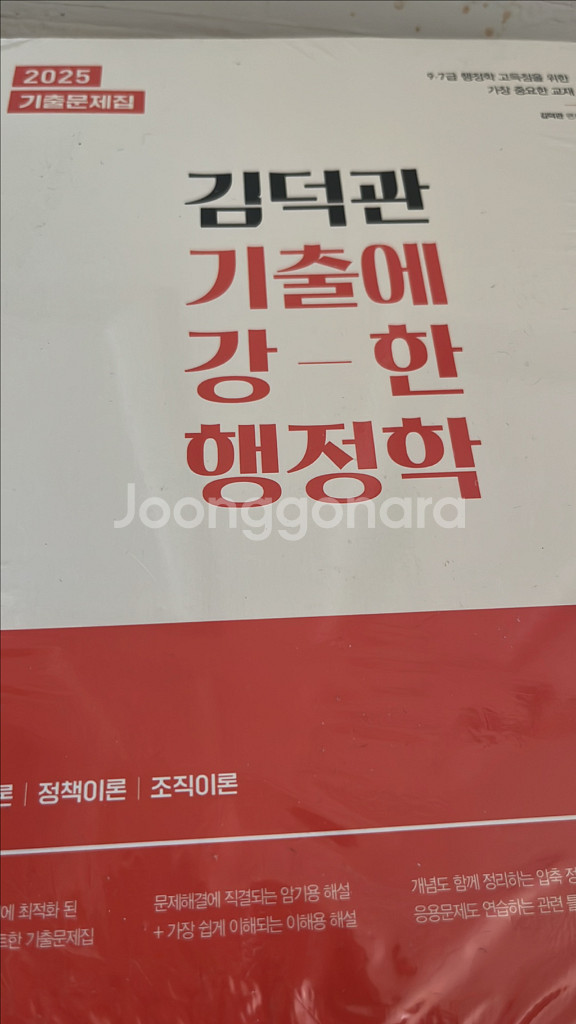 2025
기출문제집
9·7급 행정학 고득점을 위한
가장 중요한 교재
김덕관
김덕관
기출에
강-한
행정학
Joonggonara
론 | 정책이론 | 조직이론
에 최적화 된
한 기출문제집
문제해결에 직결되는 암기용 해설
+ 가장 쉽게 이해되는 이해용 해설
개념도 함께 정리하는 압축
응용문제도 연습하는 관련